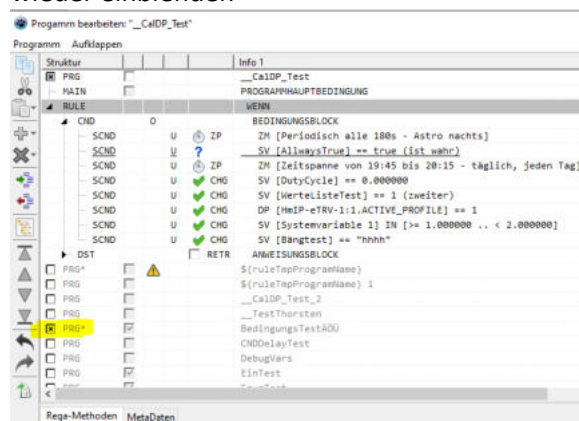 wieder einblenden
Progamm bearbeiten: "__CalDP_Test"
Programm Aufklappen
Struktur Info 1
PRG __CalDP_Test
MAIN PROGRAMMHAUPTBEDINGUNG
RULE WENN
CND O BEDINGUNGSBLOCK
SCND U ZP ZM [Periodisch alle 180s - Astro nachts]
SCND U ? SV [AllwaysTrue] == true (ist wahr)
SCND U ZP ZM [Zeitspanne von 19:45 bis 20:15 - täglich, jeden Tag]
SCND U CHG SV [DutyCycle] == 0.000000
SCND U CHG SV [WerteListeTest] == 1 (zweiter)
SCND U CHG DP [HmIP-eTRV-1:1.ACTIVE_PROFILE] == 1
SCND U CHG SV [Systemvariable 1] IN [>= 1.000000 .. < 2.000000]
SCND U CHG SV [Bängtest] == "hhhh"
DST RETR ANWEISUNGSBLOCK
PRG* $(ruleTmpProgramName)
PRG $(ruleTmpProgramName) 1
PRG __CalDP_Test_2
PRG __TestThorsten
PRG* BedingungsTestÄÖÜ
PRG CNDDelayTest
PRG DebugVars
PRG EinTest
Rega-Methoden MetaDaten